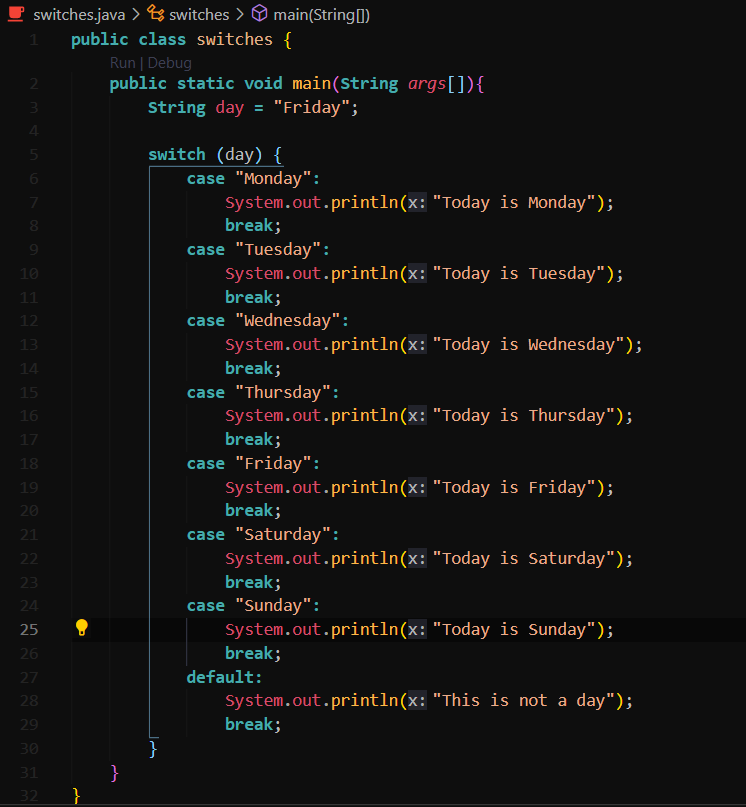 switches.java > switches > main(String[])
1 public class switches {
Run | Debug
2     public static void main(String args[]){
3         String day = "Friday";
4
5         switch (day) {
6             case "Monday":
7                 System.out.println(x: "Today is Monday");
8                 break;
9             case "Tuesday":
10                 System.out.println(x: "Today is Tuesday");
11                 break;
12             case "Wednesday":
13                 System.out.println(x: "Today is Wednesday");
14                 break;
15             case "Thursday":
16                 System.out.println(x: "Today is Thursday");
17                 break;
18             case "Friday":
19                 System.out.println(x: "Today is Friday");
20                 break;
21             case "Saturday":
22                 System.out.println(x: "Today is Saturday");
23                 break;
24             case "Sunday":
25                 System.out.println(x: "Today is Sunday");
26                 break;
27             default:
28                 System.out.println(x: "This is not a day");
29                 break;
30         }
31     }
32 }